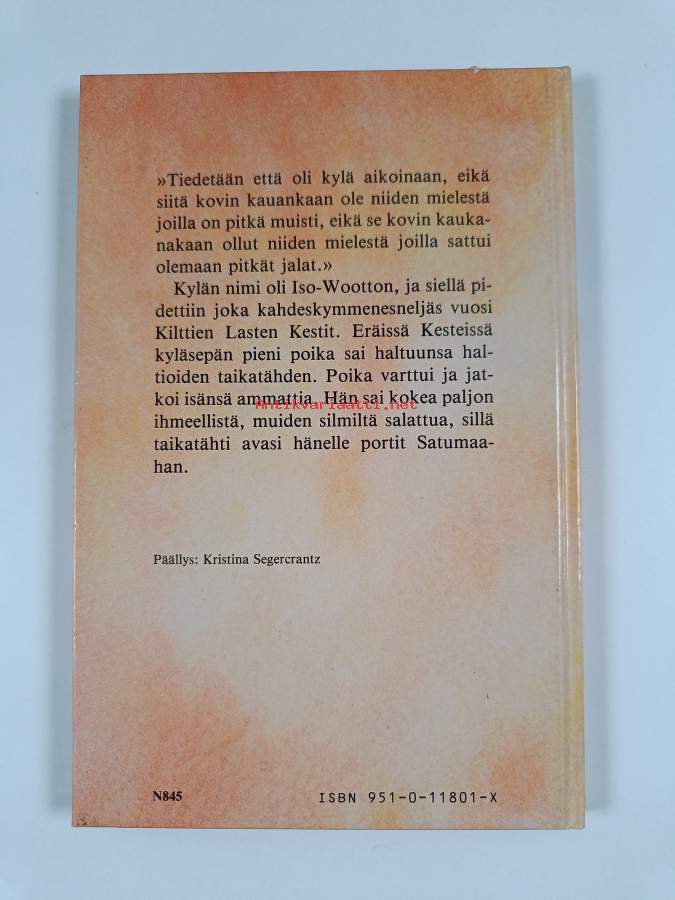 »Tiedetään että oli kylä aikoinaan, eikä
siitä kovin kauankaan ole niiden mielestä
joilla on pitkä muisti, eikä se kovin kauka-
nakaan ollut niiden mielestä joilla sattui
olemaan pitkät jalat.»
Kylän nimi oli Iso-Wootton, ja siellä pi-
dettiin joka kahdeskymmenesneljäs vuosi
Kilttien Lasten Kestit. Eräissä Kesteissä
kyläsepän pieni poika sai haltuunsa hal-
tioiden taikatähden. Poika varttui ja jat-
koi isänsä ammattia. Hän sai kokea paljon
Antikvariaatti.net
ihmeellistä, muiden silmiltä salattua, sillä
taikatähti avasi hänelle portit Satumaa-
han.
Päällys: Kristina Segercrantz
N845
ISBN 951-0-11801-X